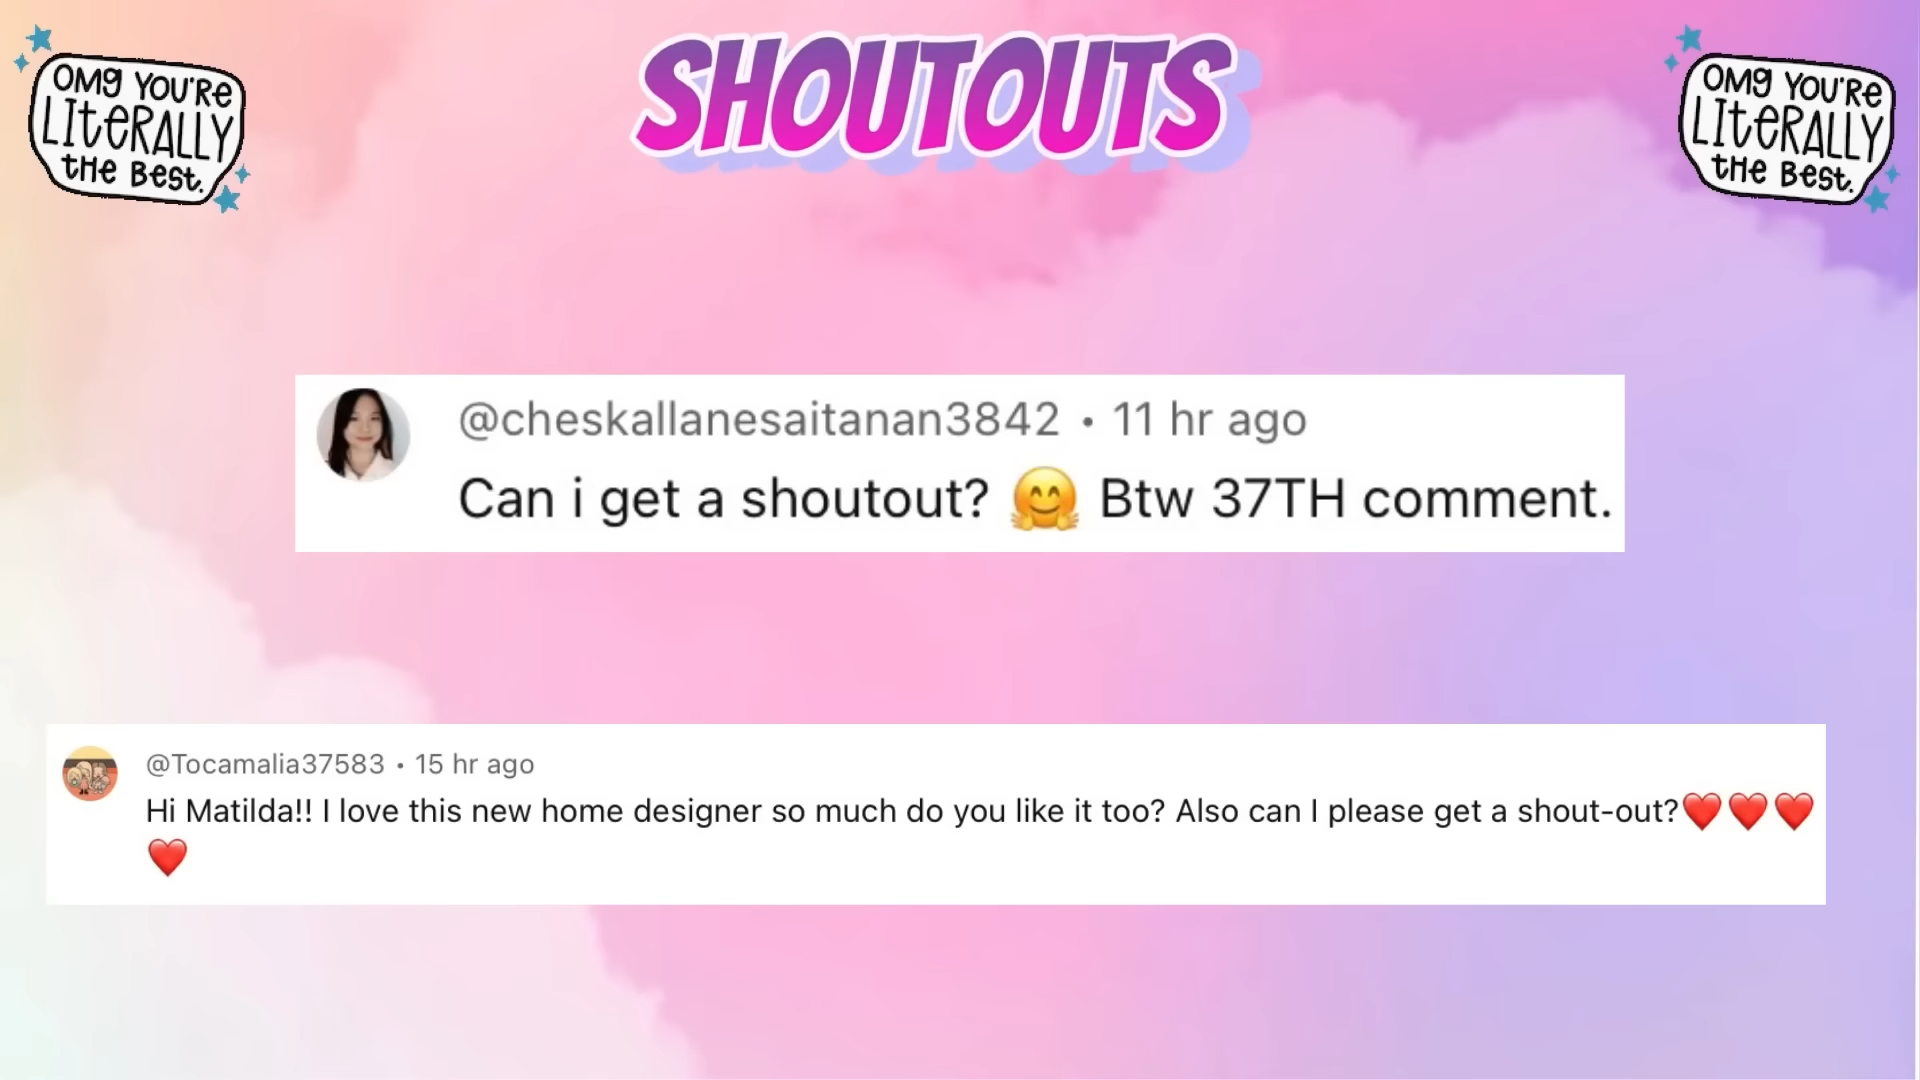 OMG YOU'RE
LITERALLY
THE BEST.
SHOUTOUTS
OMG YOU'RE
LITERALLY
THE BEST.
@cheskallanesaitanan3842 • 11 hr ago
Can i get a shoutout? 🤗 Btw 37TH comment.
@Tocamalia37583 • 15 hr ago
Hi Matilda!! I love this new home designer so much do you like it too? Also can I please get a shout-out?❤️❤️❤️
❤️